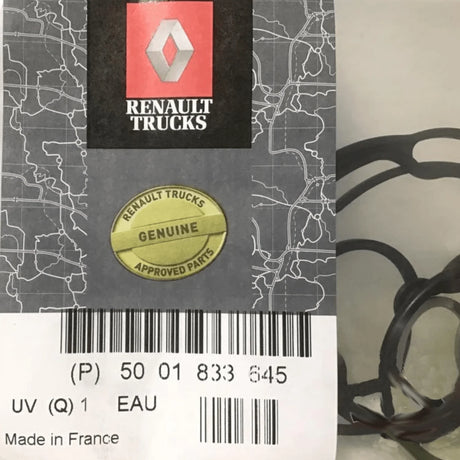 RENAULT
TRUCKS
RENAULT TRUCKS
GENUINE
APPROVED PARTS
(P) 50 01 833 645
UV (Q) 1 EAU
Made in France